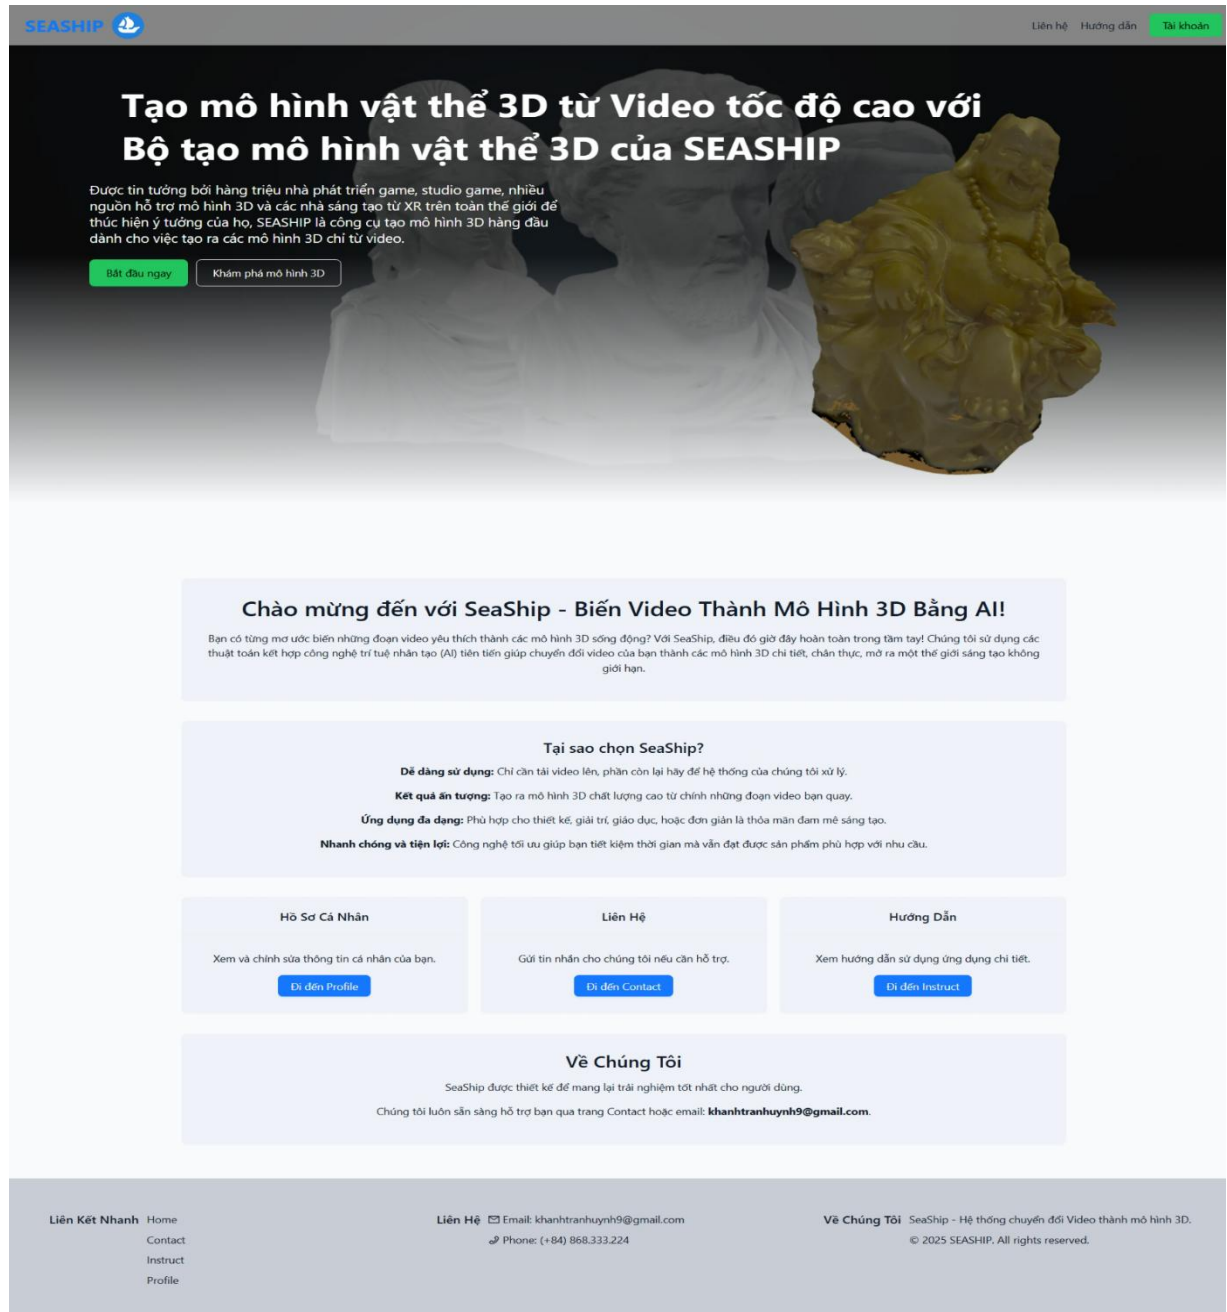 SEASHIP
Liên hệ Hướng dẫn Tài khoản
Tạo mô hình vật thể 3D từ Video tốc độ cao với
Bộ tạo mô hình vật thể 3D của SEASHIP
Được tin tưởng bởi hàng triệu nhà phát triển game, studio game, nhiều
nguồn hỗ trợ mô hình 3D và các nhà sáng tạo từ XR trên toàn thế giới để
thúc hiện ý tưởng của họ, SEASHIP là công cụ tạo mô hình 3D hàng đầu
dành cho việc tạo ra các mô hình 3D chỉ từ video.
Bắt đầu ngay Khám phá mô hình 3D
Chào mừng đến với SeaShip - Biến Video Thành Mô Hình 3D Bằng AI!
Bạn có từng mơ ước biến những đoạn video yêu thích thành các mô hình 3D sống động? Với SeaShip, điều đó giờ đây hoàn toàn trong tầm tay! Chúng tôi sử dụng các
thuật toán kết hợp công nghệ trí tuệ nhân tạo (AI) tiên tiến giúp chuyển đổi video của bạn thành các mô hình 3D chi tiết, chân thực, mở ra một thế giới sáng tạo không
giới hạn.
Tại sao chọn SeaShip?
Dễ dàng sử dụng: Chỉ cần tải video lên, phần còn lại hãy để hệ thống của chúng tôi xử lý.
Kết quả ấn tượng: Tạo ra mô hình 3D chất lượng cao từ chính những đoạn video bạn quay.
Ứng dụng đa dạng: Phù hợp cho thiết kế, giải trí, giáo dục, hoặc đơn giản là thỏa mãn đam mê sáng tạo.
Nhanh chóng và tiện lợi: Công nghệ tối ưu giúp bạn tiết kiệm thời gian mà vẫn đạt được sản phẩm phù hợp với nhu cầu.
Hồ Sơ Cá Nhân
Xem và chỉnh sửa thông tin cá nhân của bạn.
Đi đến Profile
Liên Hệ
Gửi tin nhắn cho chúng tôi nếu cần hỗ trợ.
Đi đến Contact
Hướng Dẫn
Xem hướng dẫn sử dụng ứng dụng chi tiết.
Đi đến Instruct
Về Chúng Tôi
SeaShip được thiết kế để mang lại trải nghiệm tốt nhất cho người dùng.
Chúng tôi luôn sẵn sàng hỗ trợ bạn qua trang Contact hoặc email: khanhtranhuynh9@gmail.com.
Liên Kết Nhanh Home
Contact
Instruct
Profile
Liên Hệ Email: khanhtranhuynh9@gmail.com
Phone: (+84) 868.333.224
Về Chúng Tôi SeaShip - Hệ thống chuyển đổi Video thành mô hình 3D.
© 2025 SEASHIP. All rights reserved.